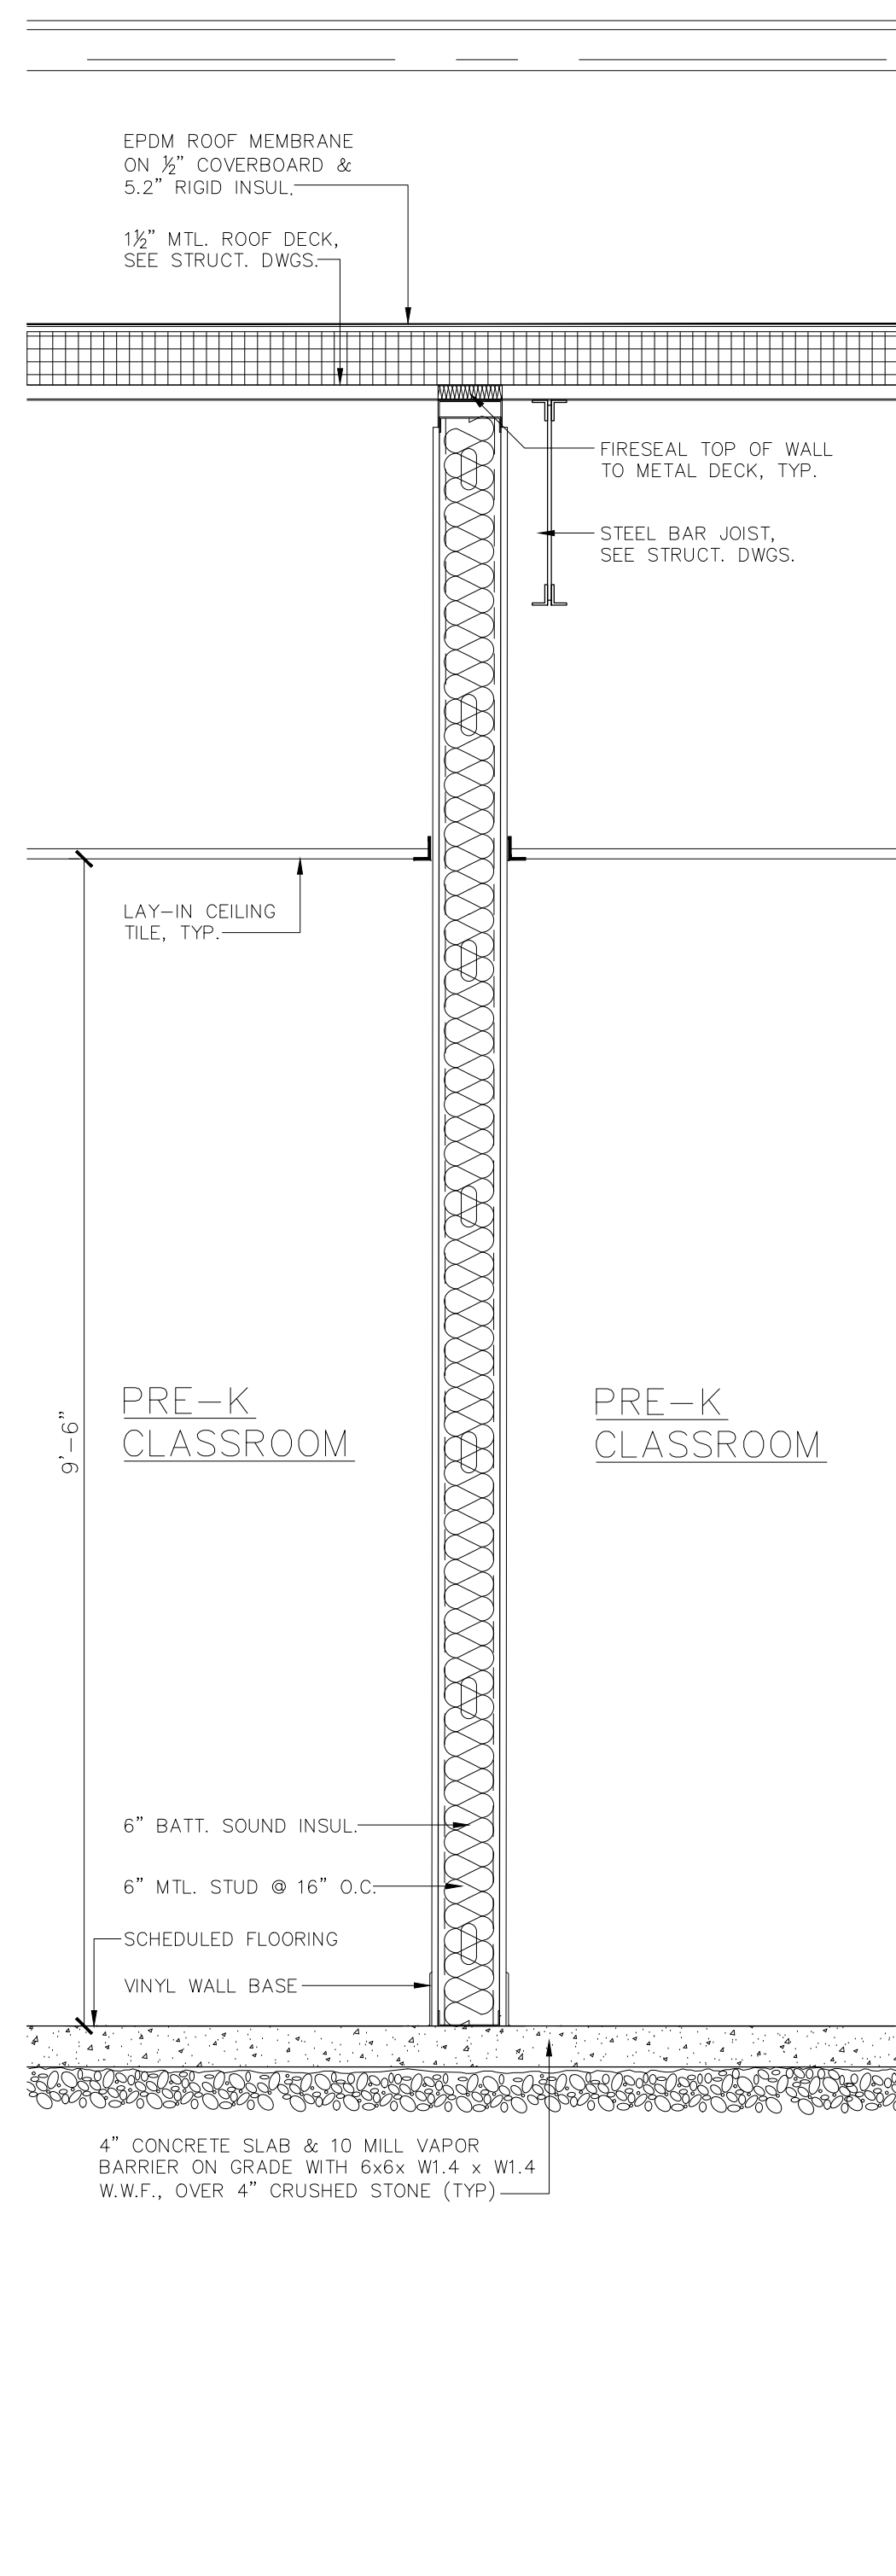 EPDM ROOF MEMBRANE
ON ½" COVERBOARD &
5.2" RIGID INSUL.
1½" MTL. ROOF DECK,
SEE STRUCT. DWGS.
FIRESEAL TOP OF WALL
TO METAL DECK, TYP.
STEEL BAR JOIST,
SEE STRUCT. DWGS.
LAY-IN CEILING
TILE, TYP.
PRE-K
CLASSROOM
PRE-K
CLASSROOM
9'-6"
6" BATT. SOUND INSUL.
6" MTL. STUD @ 16" O.C.
SCHEDULED FLOORING
VINYL WALL BASE
4" CONCRETE SLAB & 10 MILL VAPOR
BARRIER ON GRADE WITH 6x6x W1.4 x W1.4
W.W.F., OVER 4" CRUSHED STONE (TYP)